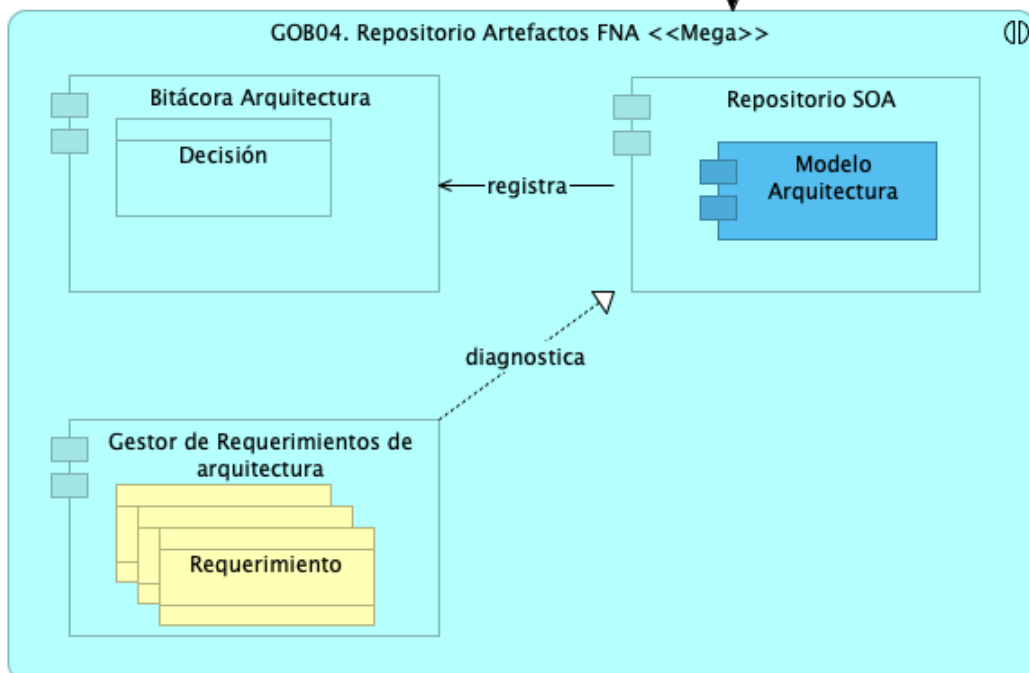 GOB04. Repositorio Artefactos FNA <<Mega>>
Bitácora Arquitectura
Decisión
Repositorio SOA
Modelo
Arquitectura
registra
diagnostica
Gestor de Requerimientos de
arquitectura
Requerimiento